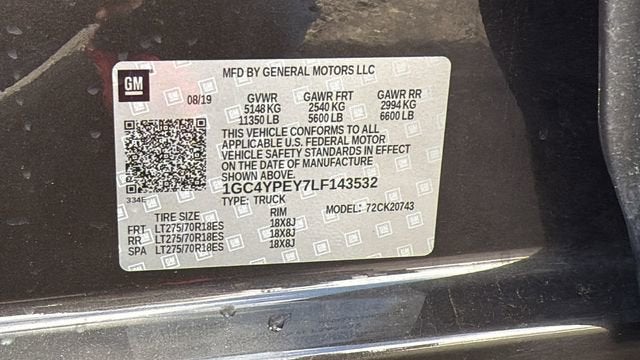 GM
MFD BY GENERAL MOTORS LLC
08/19
GVWR GAWR FRT GAWR RR
5148 KG 2540 KG 2994 KG
11350 LB 5600 LB 6600 LB
THIS VEHICLE CONFORMS TO ALL
APPLICABLE U.S. FEDERAL MOTOR
VEHICLE SAFETY STANDARDS IN EFFECT
ON THE DATE OF MANUFACTURE
SHOWN ABOVE.
1GC4YPEY7LF143532
334E
TYPE: TRUCK MODEL: 72CK20743
TIRE SIZE RIM
FRT LT275/70R18ES 18X8J
RR LT275/70R18ES 18X8J
SPA LT275/70R18ES 18X8J